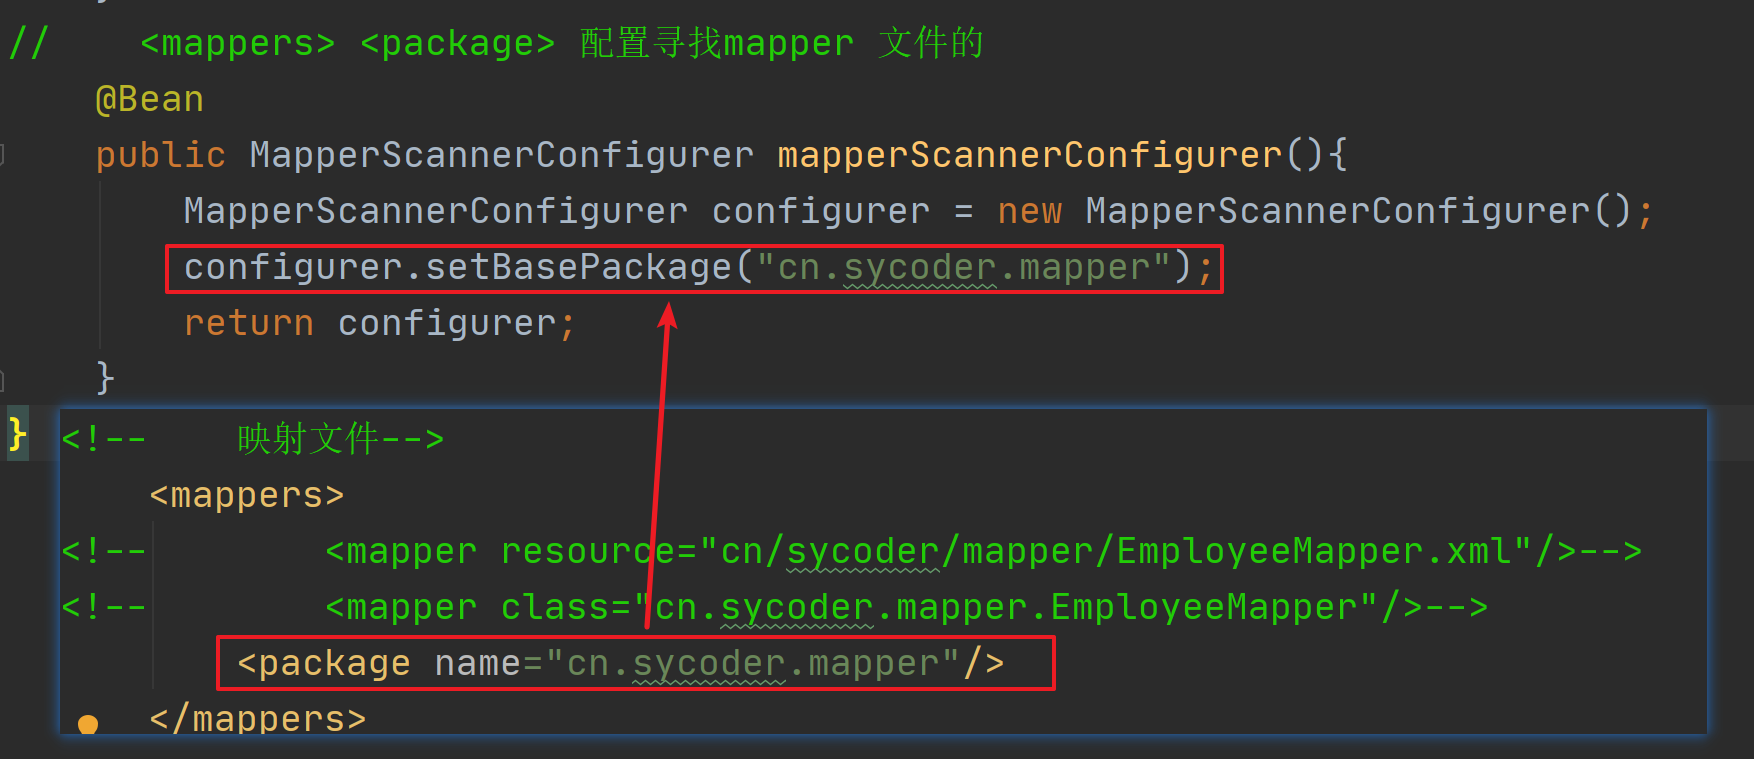 }
// <mappers> <package> 配置寻找mapper 文件的
@Bean
public MapperScannerConfigurer mapperScannerConfigurer(){
MapperScannerConfigurer configurer = new MapperScannerConfigurer();
configurer.setBasePackage("cn.sycoder.mapper");
return configurer;
}
}
<!-- 映射文件-->
<mappers>
<!-- <mapper resource="cn/sycoder/mapper/EmployeeMapper.xml"/>-->
<!-- <mapper class="cn.sycoder.mapper.EmployeeMapper"/>-->
<package name="cn.sycoder.mapper"/>
</mappers>